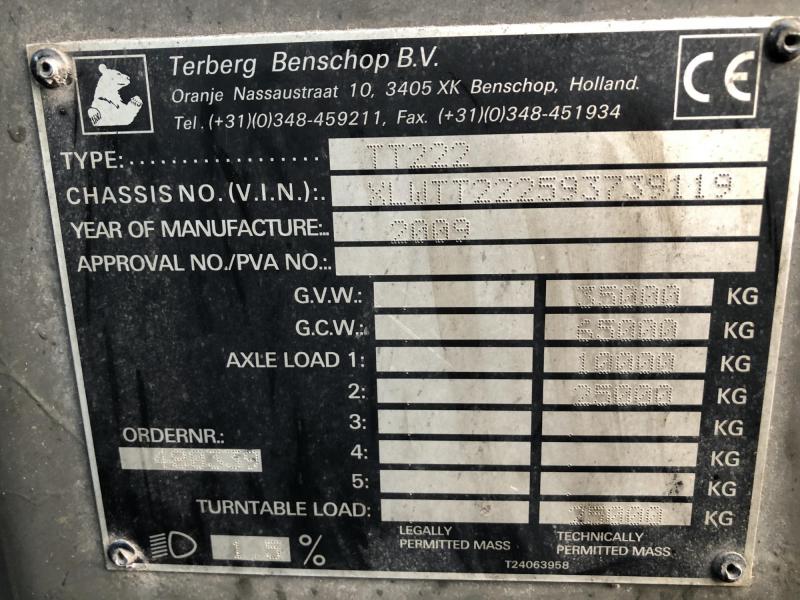 Terberg Benschop B.V.
Oranje Nassaustraat 10, 3405 XK Benschop, Holland.
Tel. (+31)(0)348-459211, Fax. (+31)(0)348-451934
CE
TYPE:................... TT222
CHASSIS NO. (V.I.N.):. XLWTT222593739119
YEAR OF MANUFACTURE:.. 2009
APPROVAL NO./PVA NO.:..
G.V.W.: 35000 KG
G.C.W.: 65000 KG
AXLE LOAD 1: 10000 KG
2: 25000 KG
3: KG
4: KG
5: KG
ORDERNR.:
TURNTABLE LOAD: KG
LEGALLY PERMITTED MASS
TECHNICALLY PERMITTED MASS
1.5 %
T24063958